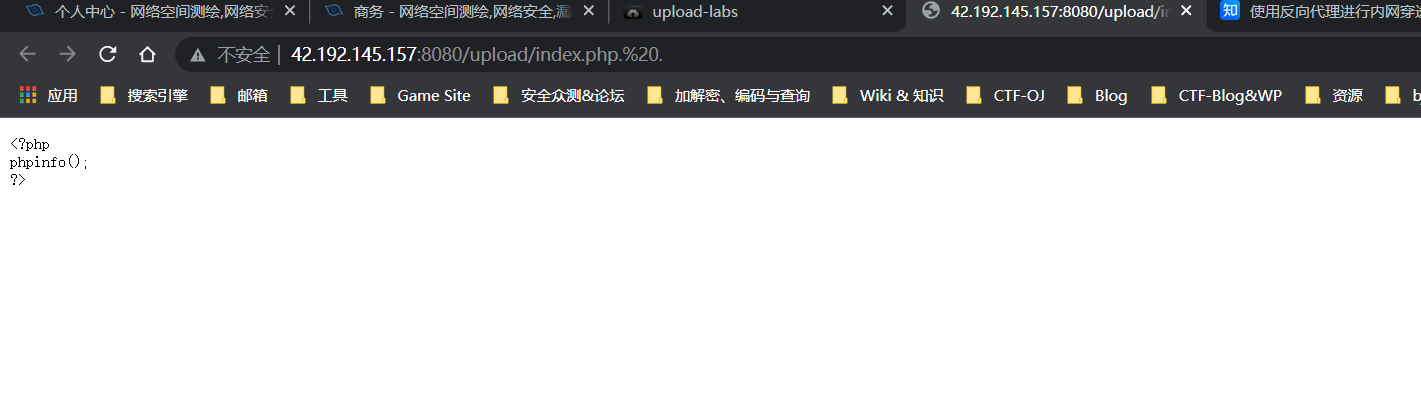 个人中心 - 网络空间测绘,网络安全
商务 - 网络空间测绘,网络安全,漏
upload-labs
42.192.145.157:8080/upload/in
使用反向代理进行内网穿透
不安全 | 42.192.145.157:8080/upload/index.php.%20.
应用 搜索引擎 邮箱 工具 Game Site 安全众测&论坛 加解密、编码与查询 Wiki & 知识 CTF-OJ Blog CTF-Blog&WP 资源
<?php
phpinfo();
?>